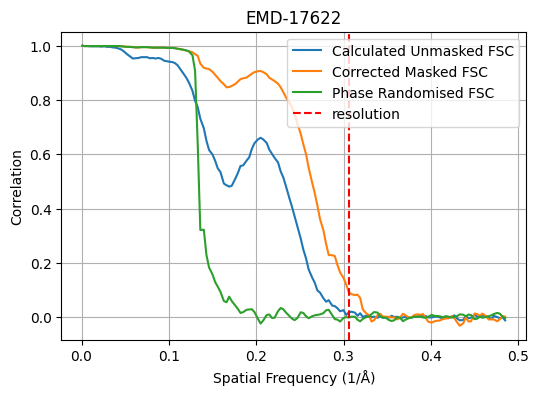 EMD-17622
Calculated Unmasked FSC
Corrected Masked FSC
Phase Randomised FSC
resolution
Correlation
1.0
0.8
0.6
0.4
0.2
0.0
0.0 0.1 0.2 0.3 0.4 0.5
Spatial Frequency (1/Å)